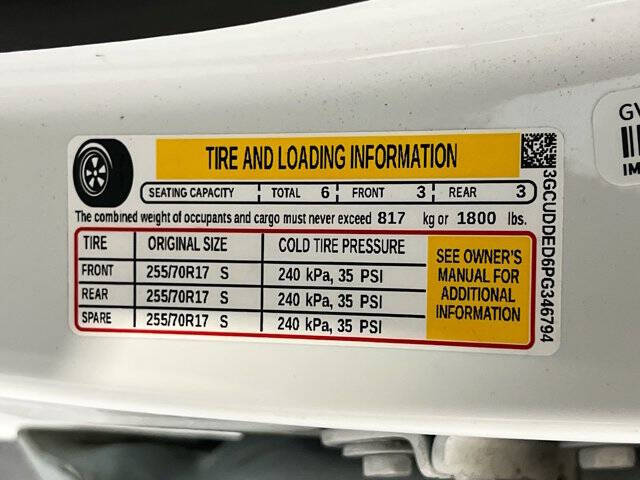 TIRE AND LOADING INFORMATION
SEATING CAPACITY TOTAL 6 FRONT 3 REAR 3
The combined weight of occupants and cargo must never exceed 817 kg or 1800 lbs.
TIRE ORIGINAL SIZE COLD TIRE PRESSURE
FRONT 255/70R17 S 240 kPa, 35 PSI
REAR 255/70R17 S 240 kPa, 35 PSI
SPARE 255/70R17 S 240 kPa, 35 PSI
SEE OWNER'S
MANUAL FOR
ADDITIONAL
INFORMATION
3GCUDDED6PG346794
GV
IM